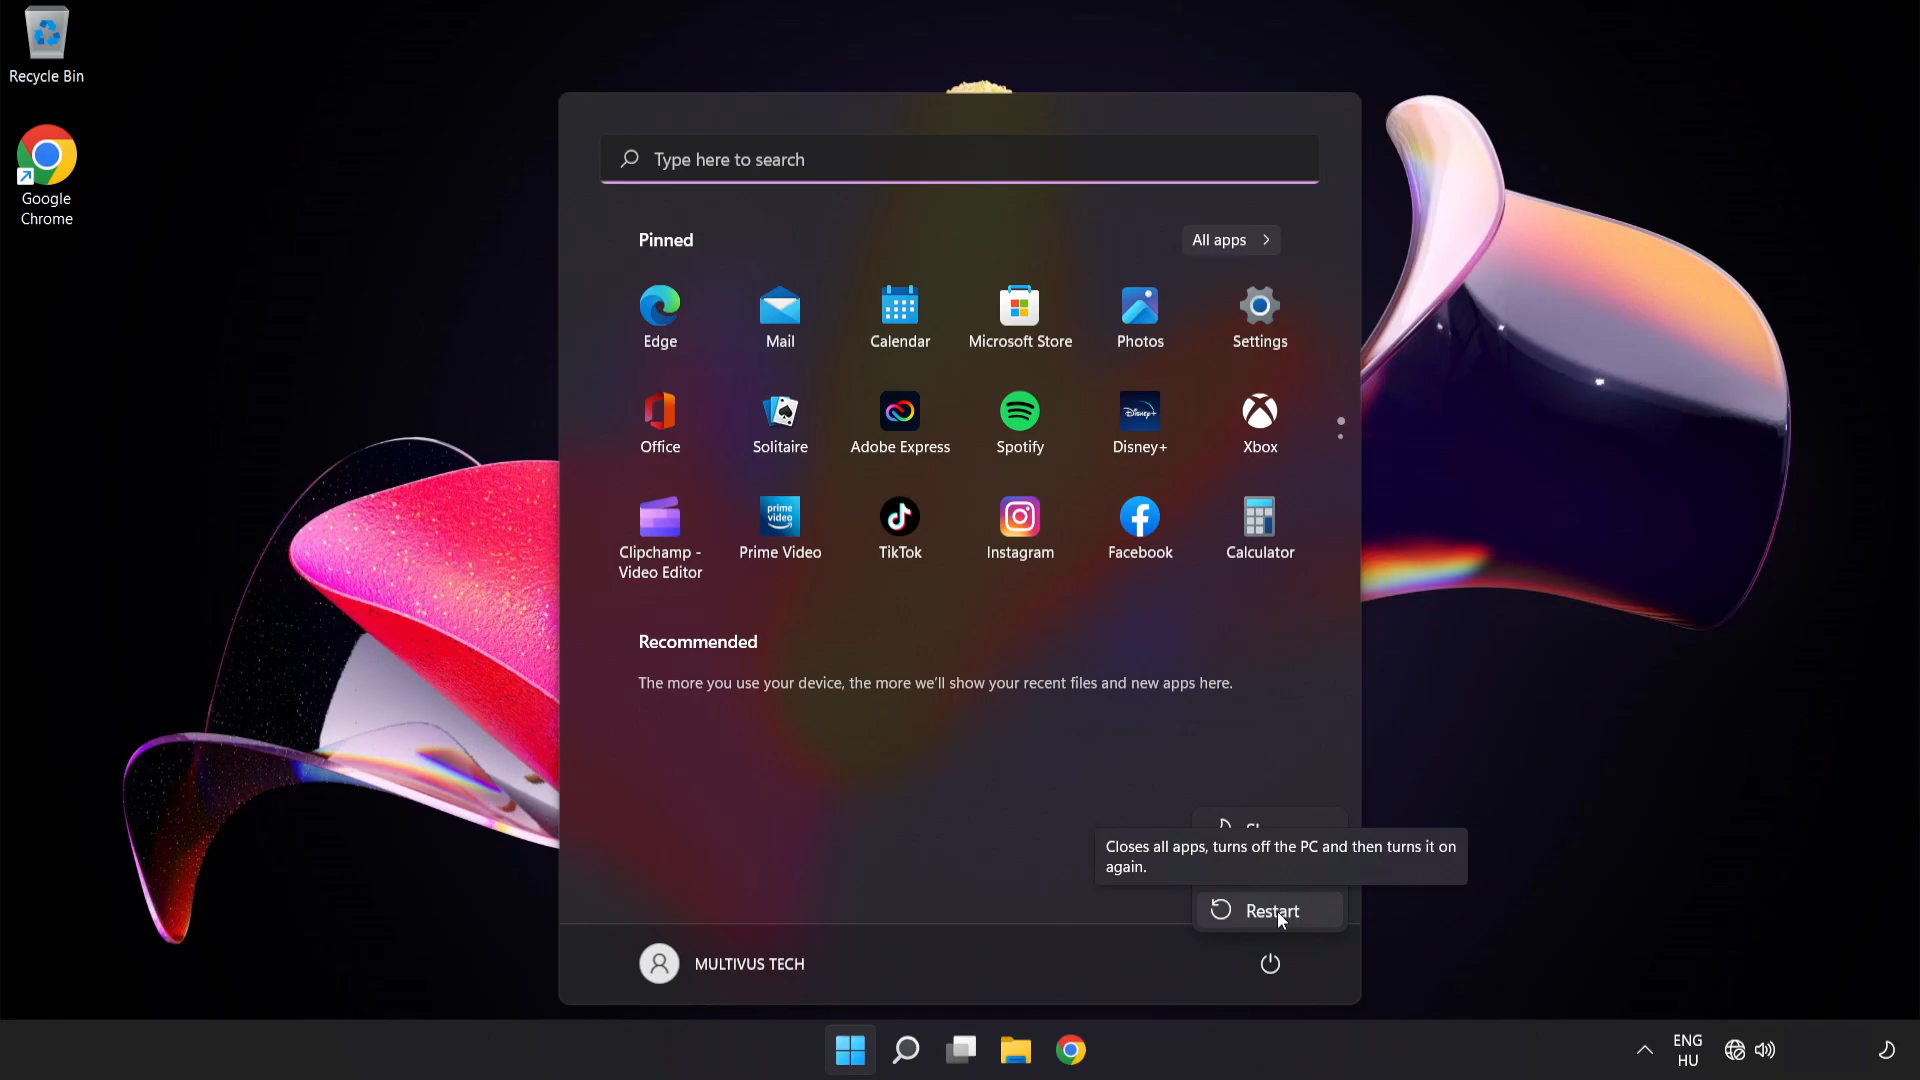 Recycle Bin
Google
Chrome
Type here to search
Pinned
All apps
Edge
Mail
Calendar
Microsoft Store
Photos
Settings
Office
Solitaire
Adobe Express
Spotify
Disney+
Disney+
Xbox
prime
video
Clipchamp -
Video Editor
Prime Video
TikTok
Instagram
Facebook
Calculator
Recommended
The more you use your device, the more we'll show your recent files and new apps here.
Closes all apps, turns off the PC and then turns it on
again.
Restart
MULTIVUS TECH
ENG
HU